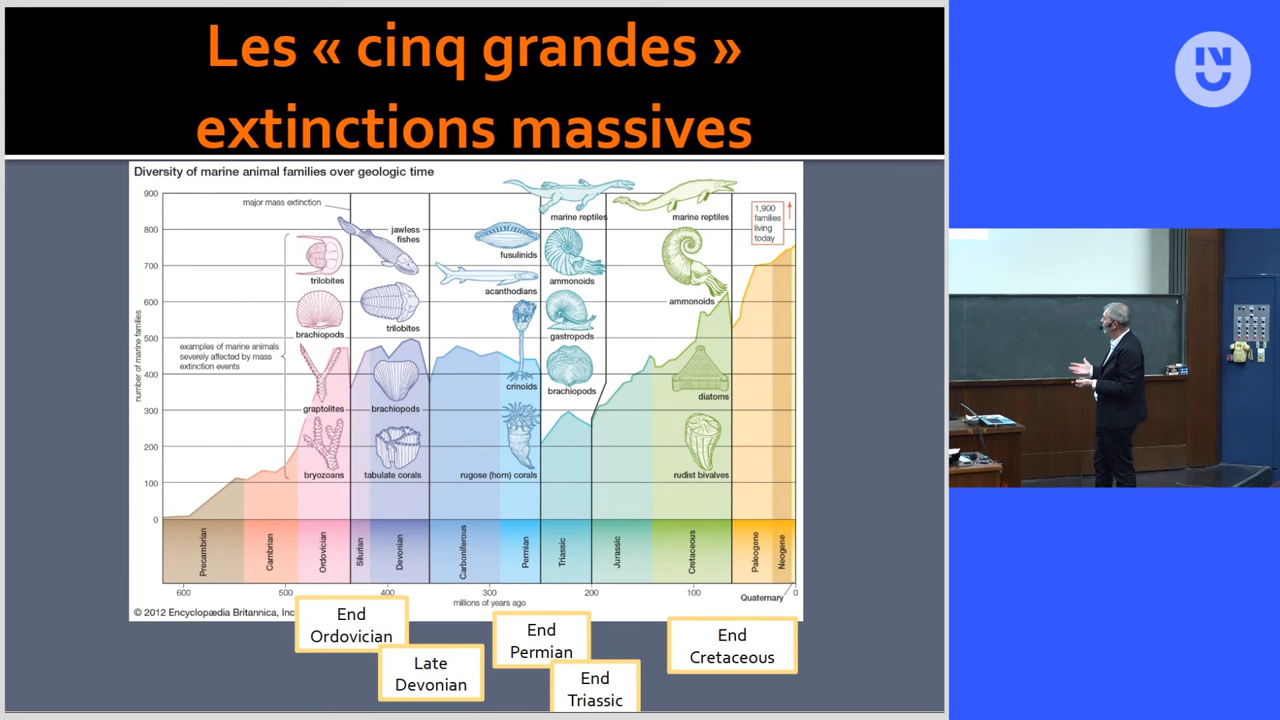 Les « cinq grandes »
extinctions massives
Diversity of marine animal families over geologic time
number of marine families
900
800
700
600
500
400
300
200
100
0
major mass extinction
examples of marine animals
severely affected by mass
extinction events
trilobites
brachiopods
graptolites
bryozoans
jawless
fishes
trilobites
brachiopods
tabulate corals
fusulinids
acanthodians
crinoids
rugose (horn) corals
marine reptiles
ammonoids
gastropods
brachiopods
marine reptiles
ammonoids
diatoms
rudist bivalves
1,900
families
living
today
Precambrian
Cambrian
Ordovician
Silurian
Devonian
Carboniferous
Permian
Triassic
Jurassic
Cretaceous
Paleogene
Neogene
600
500
400
300
200
100
0
Quaternary
millions of years ago
© 2012 Encyclopædia Britannica, Inc
End
Ordovician
Late
Devonian
End
Permian
End
Triassic
End
Cretaceous